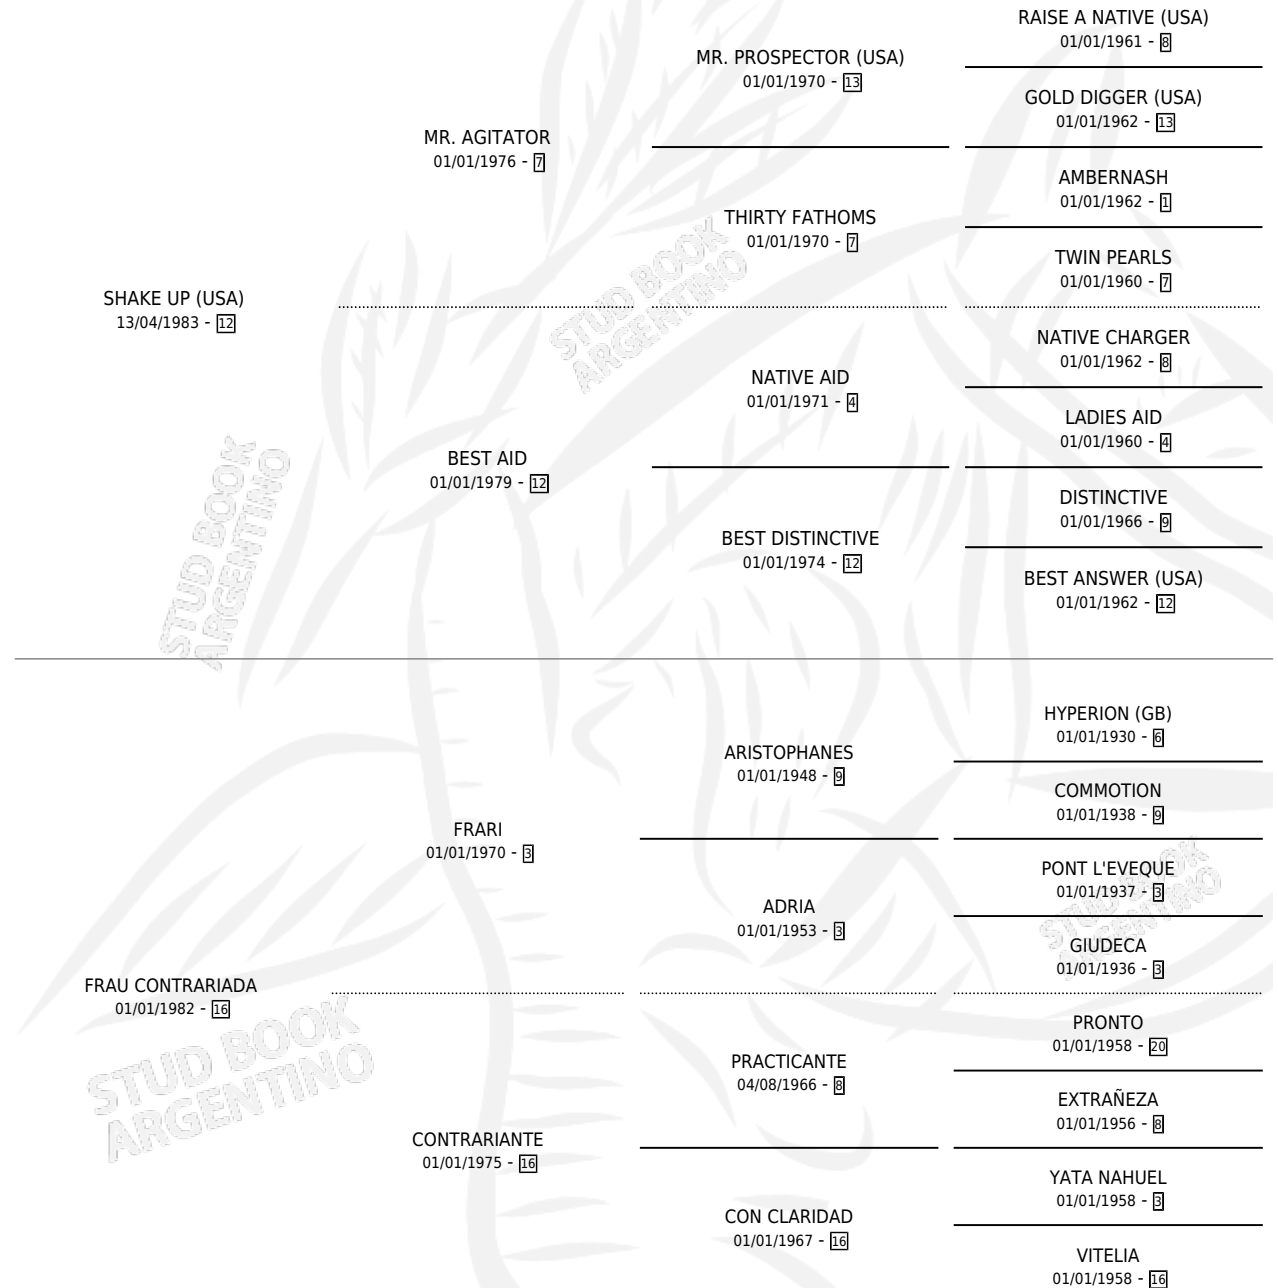 RAISE A NATIVE (USA)
01/01/1961 - 8
MR. PROSPECTOR (USA)
01/01/1970 - 13
GOLD DIGGER (USA)
01/01/1962 - 13
MR. AGITATOR
01/01/1976 - 7
AMBERNASH
01/01/1962 - 1
THIRTY FATHOMS
01/01/1970 - 7
TWIN PEARLS
01/01/1960 - 7
SHAKE UP (USA)
13/04/1983 - 12
NATIVE CHARGER
01/01/1962 - 8
NATIVE AID
01/01/1971 - 4
LADIES AID
01/01/1960 - 4
BEST AID
01/01/1979 - 12
DISTINCTIVE
01/01/1966 - 9
BEST DISTINCTIVE
01/01/1974 - 12
BEST ANSWER (USA)
01/01/1962 - 12
HYPERION (GB)
01/01/1930 - 6
ARISTOPHANES
01/01/1948 - 9
COMMOTION
01/01/1938 - 9
FRARI
01/01/1970 - 3
PONT L'EVEQUE
01/01/1937 - 3
ADRIA
01/01/1953 - 3
GIUDECA
01/01/1936 - 3
FRAU CONTRARIADA
01/01/1982 - 16
PRONTO
01/01/1958 - 20
PRACTICANTE
04/08/1966 - 8
EXTRAÑEZA
01/01/1956 - 8
CONTRARIANTE
01/01/1975 - 16
YATA NAHUEL
01/01/1958 - 3
CON CLARIDAD
01/01/1967 - 16
VITELIA
01/01/1958 - 16
STUD BOOK
ARGENTINO
STUD BOOK
ARGENTINO
STUD BOOK
ARGENTINO
STUD BOOK
ARGENTINO